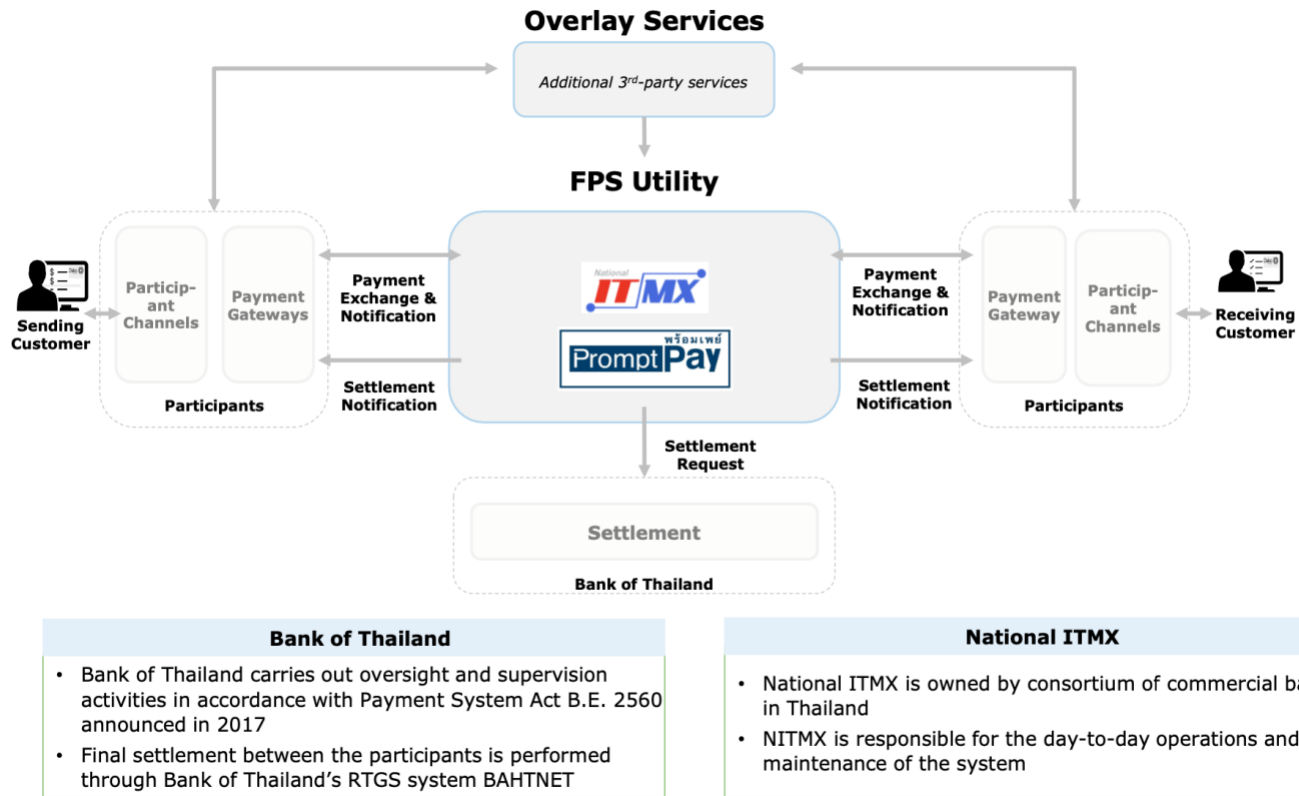 Overlay Services
Additional 3rd-party services
FPS Utility
Sending
Customer
Particip-
ant
Channels
Payment
Gateways
Participants
Payment
Exchange &
Notification
Settlement
Notification
National
ITMX
พร้อมเพย์
PromptPay
Payment
Exchange &
Notification
Settlement
Notification
Payment
Gateway
Particip-
ant
Channels
Participants
Receiving
Customer
Settlement
Request
Settlement
Bank of Thailand
Bank of Thailand
• Bank of Thailand carries out oversight and supervision
activities in accordance with Payment System Act B.E. 2560
announced in 2017
• Final settlement between the participants is performed
through Bank of Thailand's RTGS system BAHTNET
National ITMX
• National ITMX is owned by consortium of commercial
in Thailand
• NITMX is responsible for the day-to-day operations and
maintenance of the system